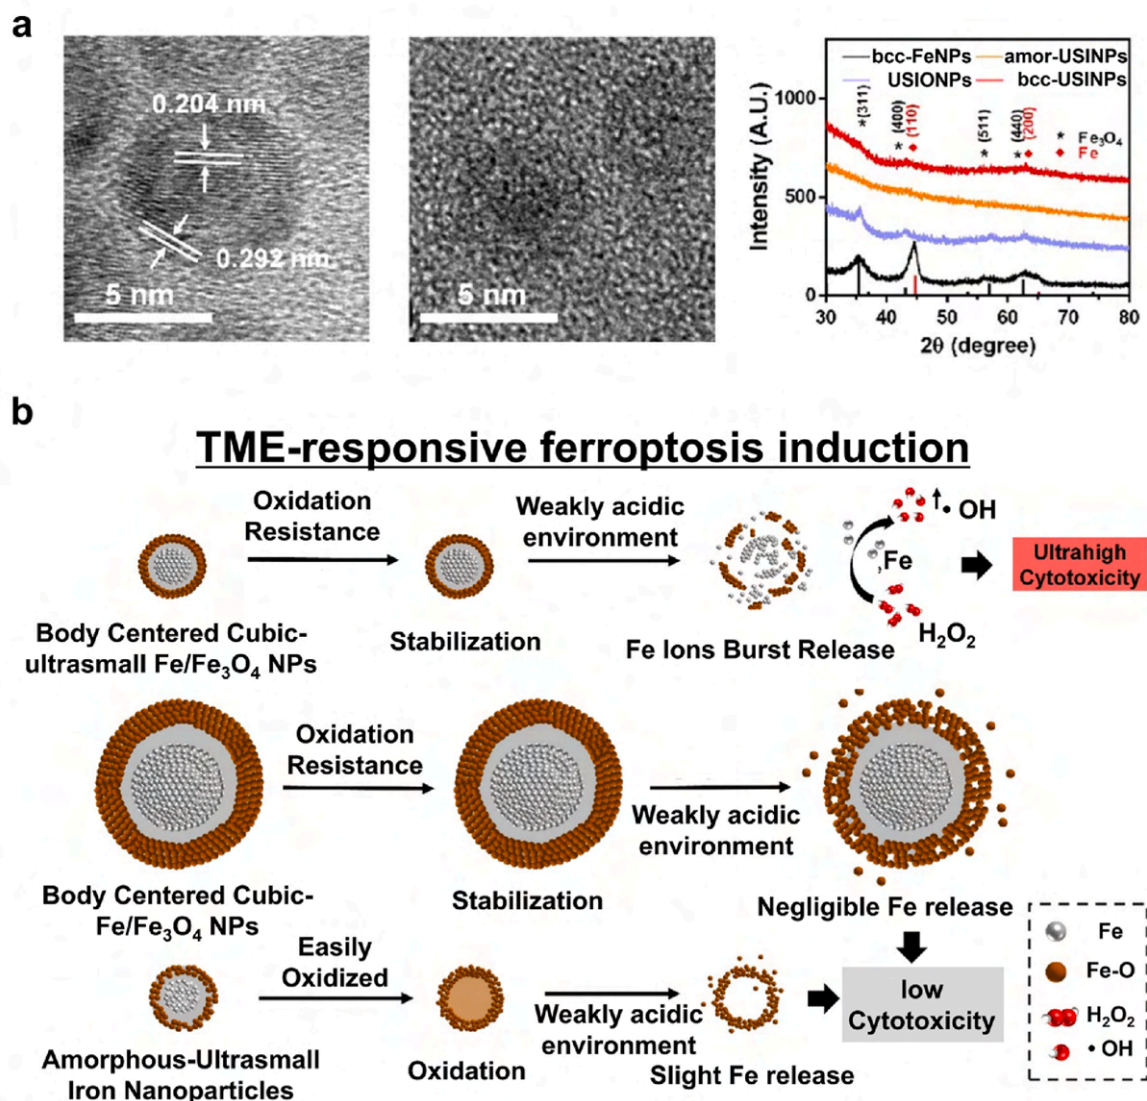 a
0.204 nm
0.292 nm
5 nm
5 nm
bcc-FeNPs
amor-USINPs
USIONPs
bcc-USINPs
*(311)
* (400)
(110)
* (511)
* (440)
(200)
* Fe₃O₄
Fe
Intensity (A.U.)
1000
500
0
30 40 50 60 70 80
2θ (degree)
b
TME-responsive ferroptosis induction
Oxidation
Resistance
Weakly acidic
environment
•OH
,Fe
H₂O₂
Ultrahigh
Cytotoxicity
Body Centered Cubic-
ultrasmall Fe/Fe₃O₄ NPs
Stabilization
Fe Ions Burst Release
Oxidation
Resistance
Weakly acidic
environment
Body Centered Cubic-
Fe/Fe₃O₄ NPs
Stabilization
Negligible Fe release
Easily
Oxidized
Weakly acidic
environment
low
Cytotoxicity
Amorphous-Ultrasmall
Iron Nanoparticles
Oxidation
Slight Fe release
Fe
Fe-O
H₂O₂
•OH